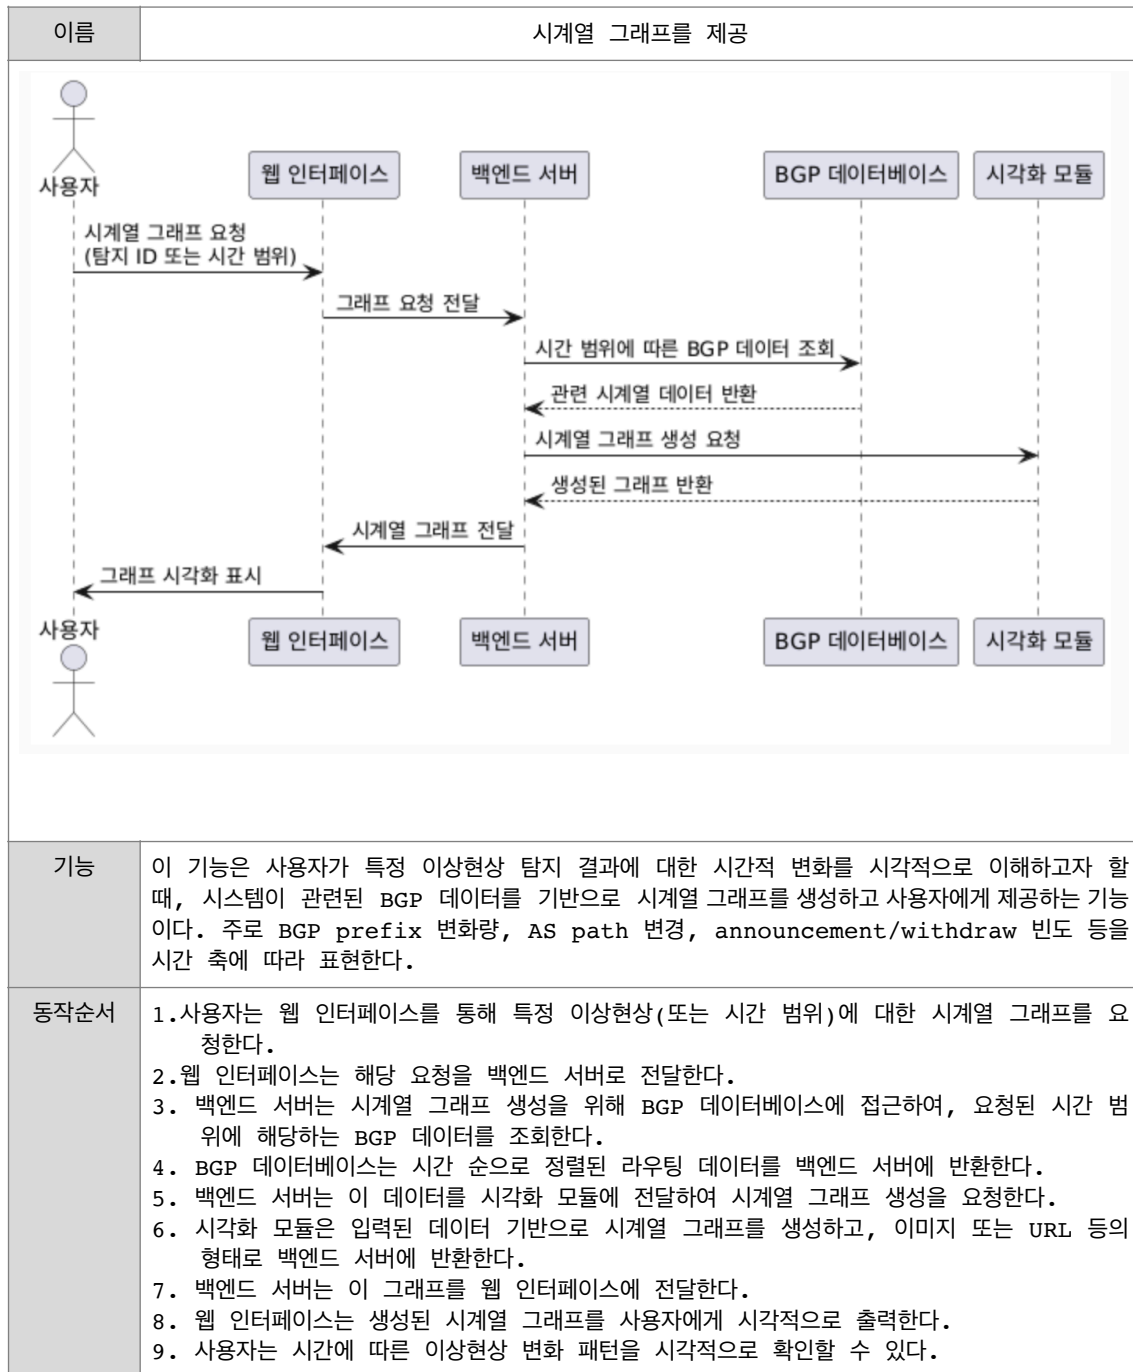 이름
시계열 그래프를 제공
사용자
웹 인터페이스
백엔드 서버
BGP 데이터베이스
시각화 모듈
시계열 그래프 요청
(탐지 ID 또는 시간 범위)
그래프 요청 전달
시간 범위에 따른 BGP 데이터 조회
관련 시계열 데이터 반환
시계열 그래프 생성 요청
생성된 그래프 반환
시계열 그래프 전달
그래프 시각화 표시
사용자
웹 인터페이스
백엔드 서버
BGP 데이터베이스
시각화 모듈
기능
이 기능은 사용자가 특정 이상현상 탐지 결과에 대한 시간적 변화를 시각적으로 이해하고자 할
때, 시스템이 관련된 BGP 데이터를 기반으로 시계열 그래프를 생성하고 사용자에게 제공하는 기능
이다. 주로 BGP prefix 변화량, AS path 변경, announcement/withdraw 빈도 등을
시간 축에 따라 표현한다.
동작순서
1.사용자는 웹 인터페이스를 통해 특정 이상현상(또는 시간 범위)에 대한 시계열 그래프를 요
청한다.
2.웹 인터페이스는 해당 요청을 백엔드 서버로 전달한다.
3. 백엔드 서버는 시계열 그래프 생성을 위해 BGP 데이터베이스에 접근하여, 요청된 시간 범
위에 해당하는 BGP 데이터를 조회한다.
4. BGP 데이터베이스는 시간 순으로 정렬된 라우팅 데이터를 백엔드 서버에 반환한다.
5. 백엔드 서버는 이 데이터를 시각화 모듈에 전달하여 시계열 그래프 생성을 요청한다.
6. 시각화 모듈은 입력된 데이터 기반으로 시계열 그래프를 생성하고, 이미지 또는 URL 등의
형태로 백엔드 서버에 반환한다.
7. 백엔드 서버는 이 그래프를 웹 인터페이스에 전달한다.
8. 웹 인터페이스는 생성된 시계열 그래프를 사용자에게 시각적으로 출력한다.
9. 사용자는 시간에 따른 이상현상 변화 패턴을 시각적으로 확인할 수 있다.